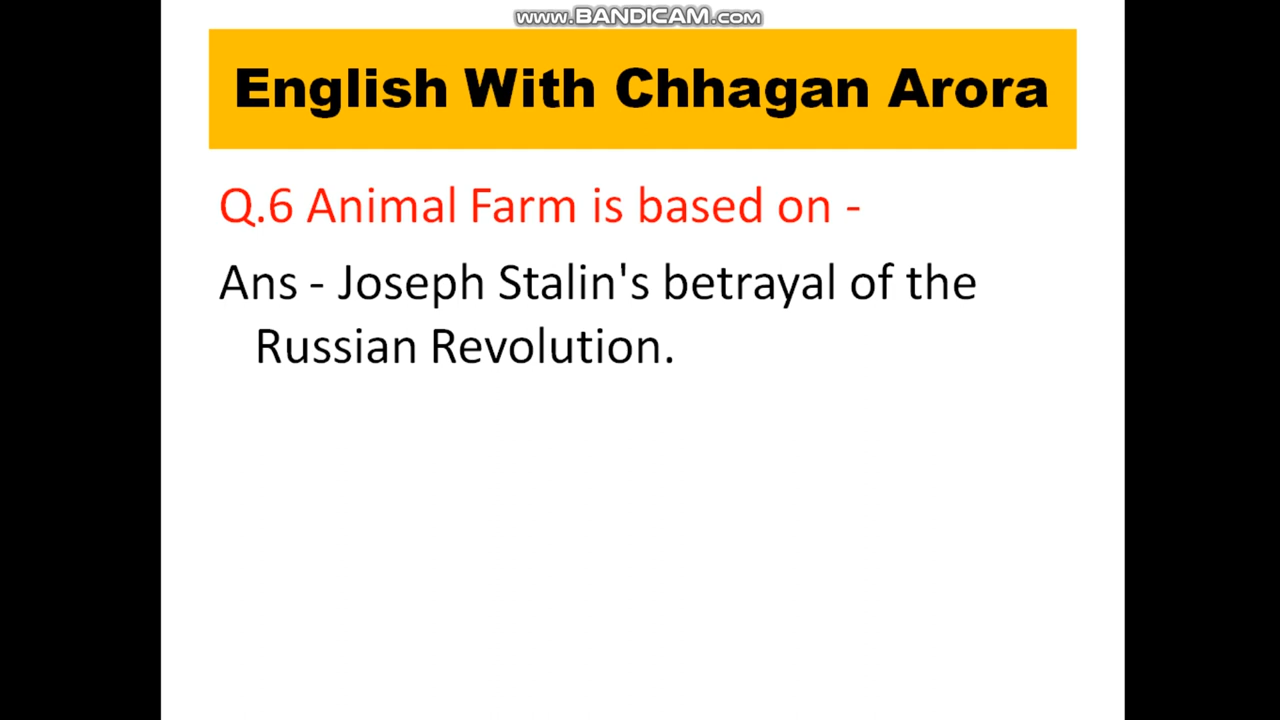 www.BANDICAM.com
English With Chhagan Arora
Q.6 Animal Farm is based on -
Ans - Joseph Stalin's betrayal of the
Russian Revolution.